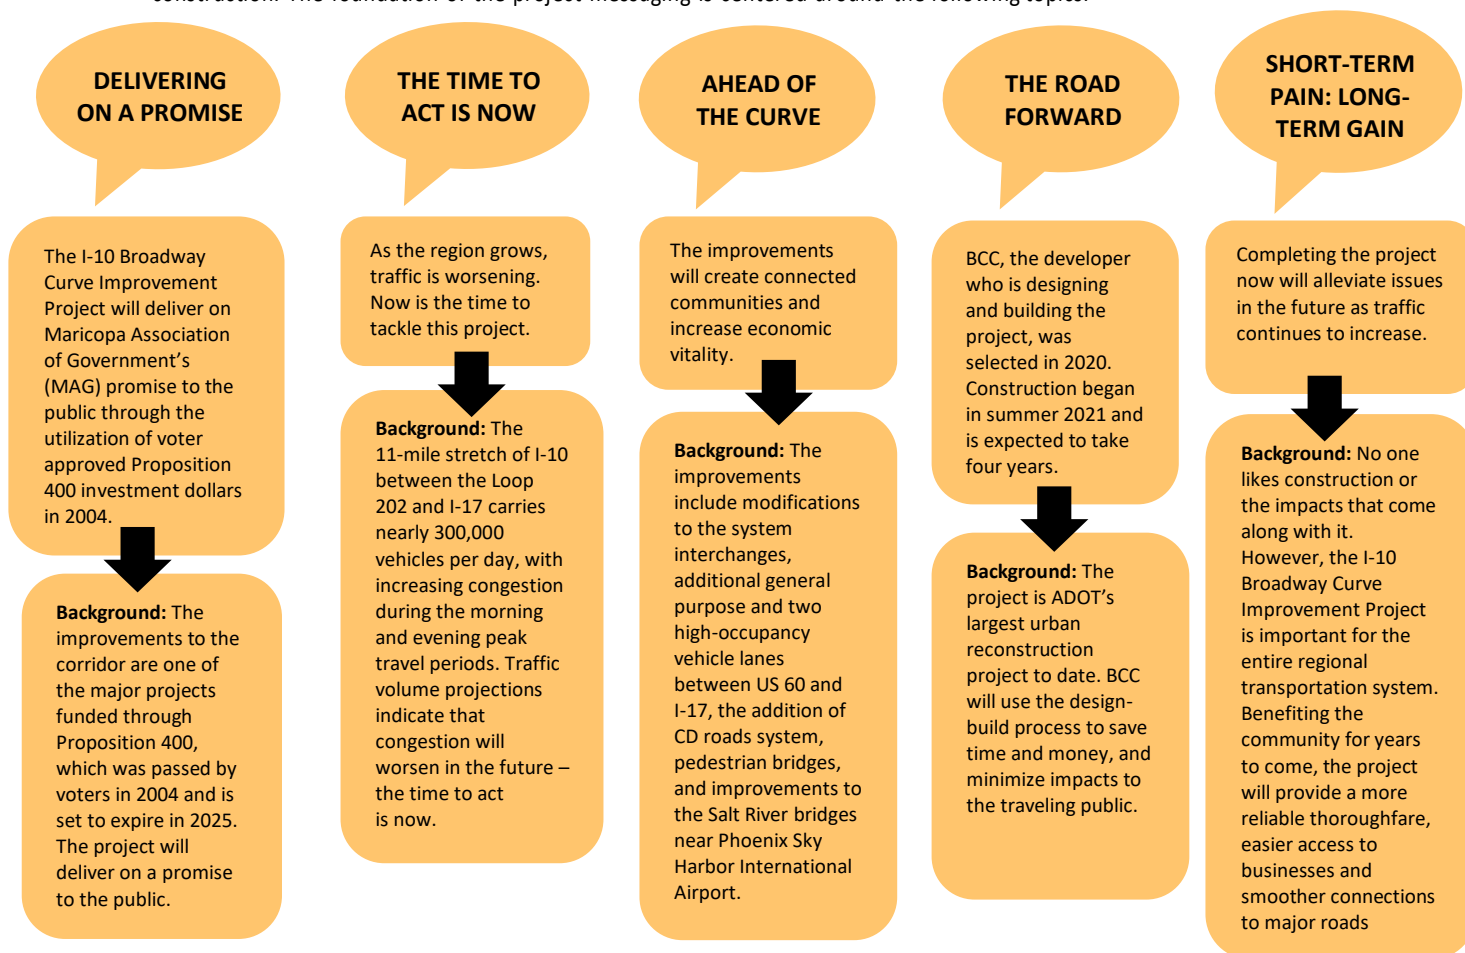 construction. The foundation of the project messaging is centered around the following topics:
DELIVERING
ON A PROMISE
The I-10 Broadway
Curve Improvement
Project will deliver on
Maricopa Association
of Government’s
(MAG) promise to the
public through the
utilization of voter
approved Proposition
400 investment dollars
in 2004.
Background: The
improvements to the
corridor are one of
the major projects
funded through
Proposition 400,
which was passed by
voters in 2004 and is
set to expire in 2025.
The project will
deliver on a promise
to the public.
THE TIME TO
ACT IS NOW
As the region grows,
traffic is worsening.
Now is the time to
tackle this project.
Background: The
11-mile stretch of I-10
between the Loop
202 and I-17 carries
nearly 300,000
vehicles per day, with
increasing congestion
during the morning
and evening peak
travel periods. Traffic
volume projections
indicate that
congestion will
worsen in the future –
the time to act
is now.
AHEAD OF
THE CURVE
The improvements
will create connected
communities and
increase economic
vitality.
Background: The
improvements
include modifications
to the system
interchanges,
additional general
purpose and two
high-occupancy
vehicle lanes
between US 60 and
I-17, the addition of
CD roads system,
pedestrian bridges,
and improvements to
the Salt River bridges
near Phoenix Sky
Harbor International
Airport.
THE ROAD
FORWARD
BCC, the developer
who is designing
and building the
project, was
selected in 2020.
Construction began
in summer 2021 and
is expected to take
four years.
Background: The
project is ADOT’s
largest urban
reconstruction
project to date. BCC
will use the design-
build process to save
time and money, and
minimize impacts to
the traveling public.
SHORT-TERM
PAIN: LONG-
TERM GAIN
Completing the project
now will alleviate issues
in the future as traffic
continues to increase.
Background: No one
likes construction or
the impacts that come
along with it.
However, the I-10
Broadway Curve
Improvement Project
is important for the
entire regional
transportation system.
Benefiting the
community for years
to come, the project
will provide a more
reliable thoroughfare,
easier access to
businesses and
smoother connections
to major roads